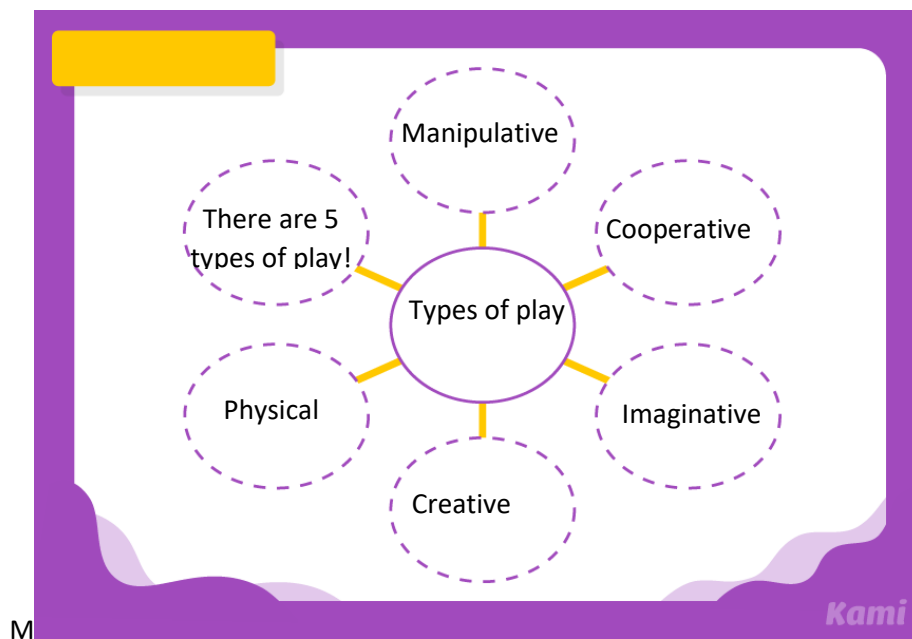 Manipulative
There are 5
types of play!
Cooperative
Types of play
Physical
Imaginative
Creative
Kami
M